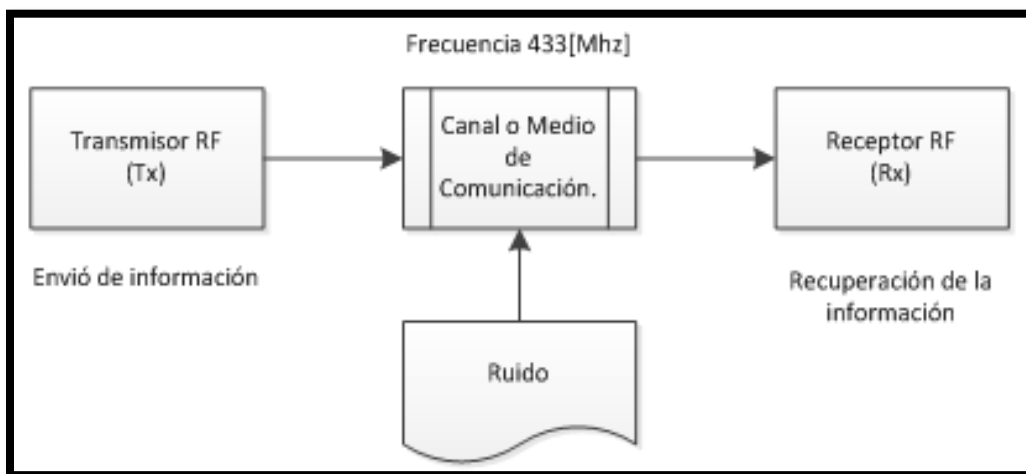 Frecuencia 433[Mhz]
Transmisor RF
(Tx)
Canal o Medio
de
Comunicación.
Receptor RF
(Rx)
Envió de información
Recuperación de la
información
Ruido